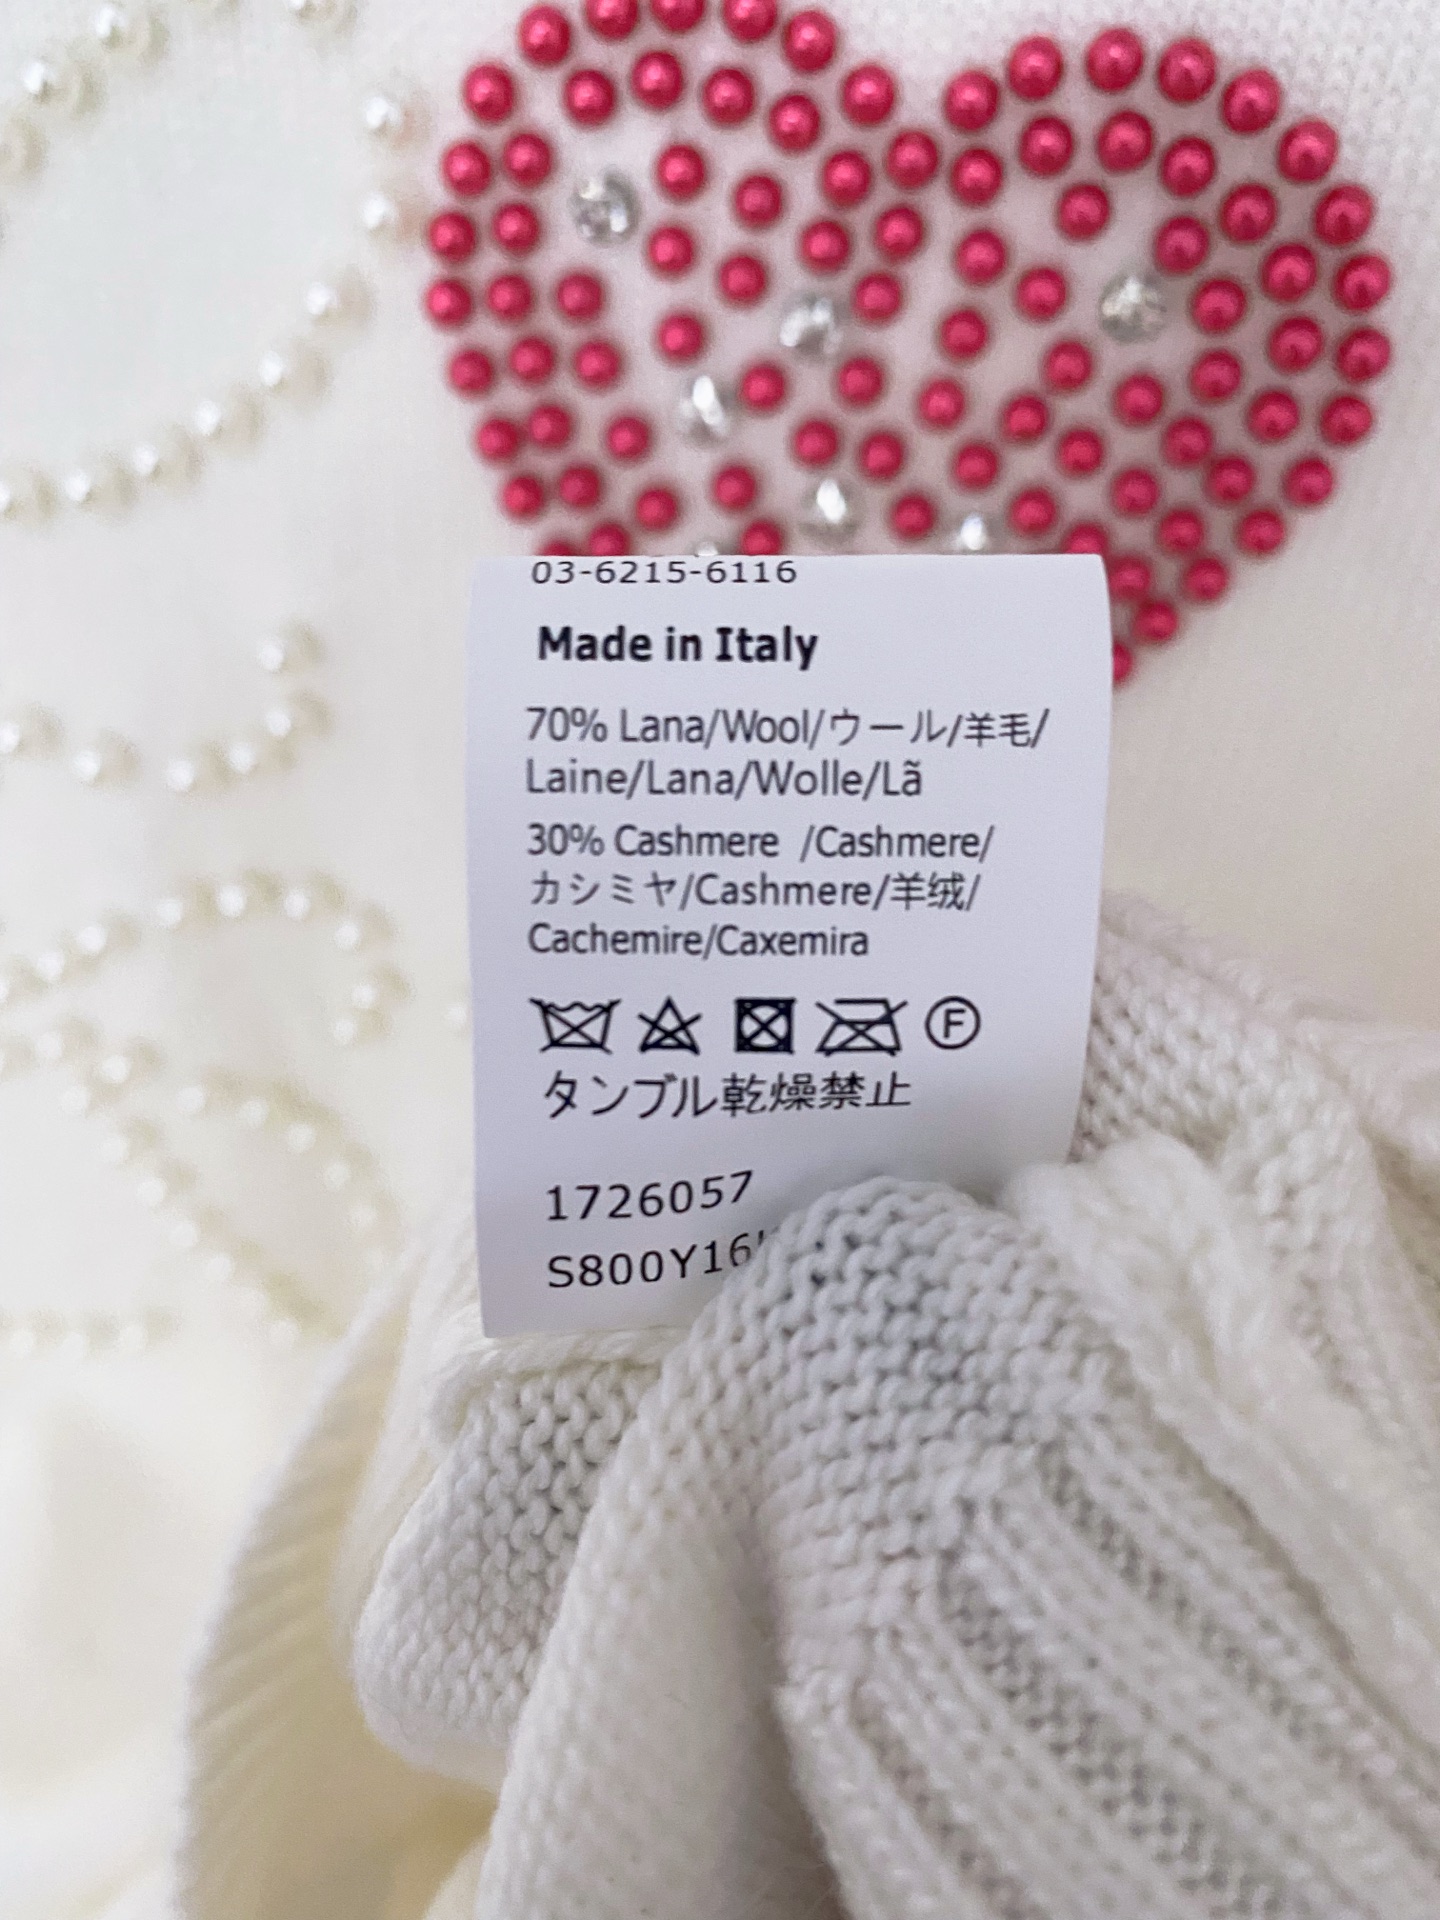 03-6215-6116
Made in Italy
70% Lana/Wool/ウール/羊毛/
Laine/Lana/Wolle/Lã
30% Cashmere /Cashmere/
カシミヤ/Cashmere/羊绒/
Cachemire/Caxemira
F
タンブル乾燥禁止
1726057
S800Y16